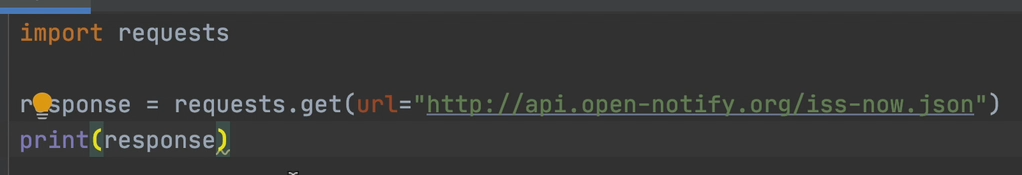 import requests
response = requests.get(url="http://api.open-notify.org/iss-now.json")
print(response)